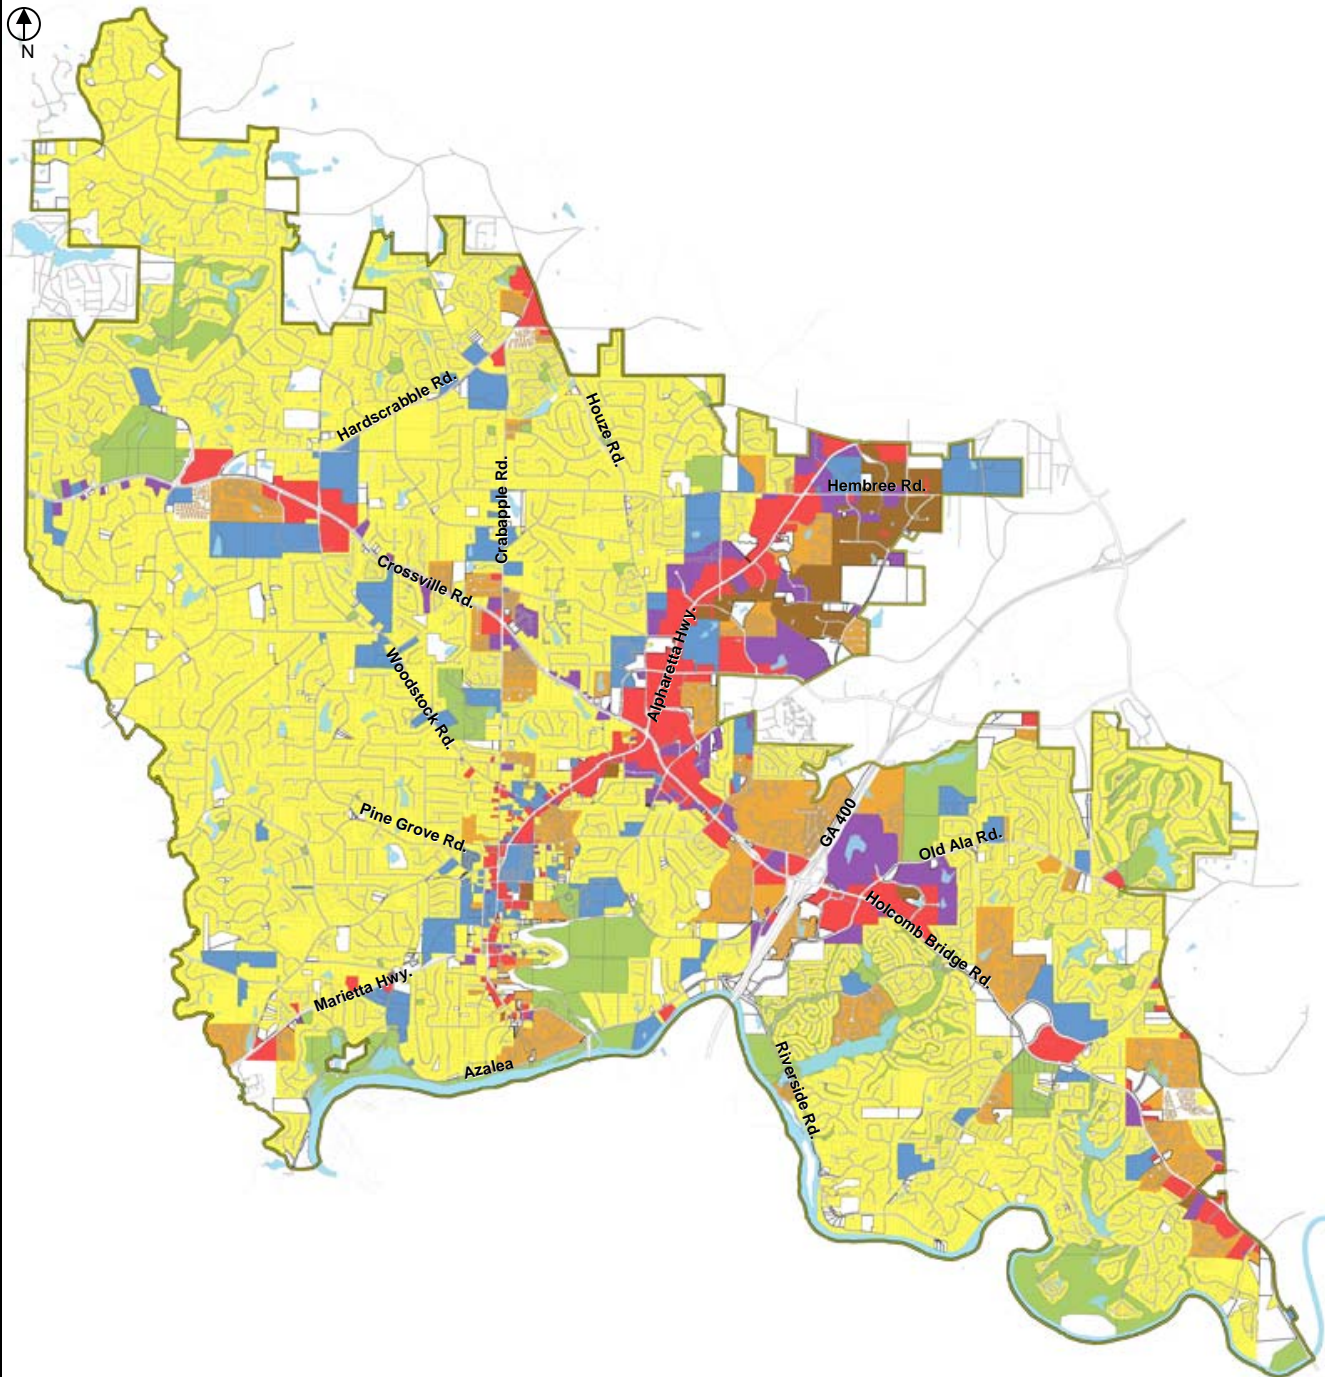 N
Hardscrabble Rd.
Houze Rd.
Crabapple Rd.
Hembree Rd.
Crossville Rd.
Alpharetta Hwy.
Woodstock Rd.
Pine Grove Rd.
GA 400
Old Ala Rd.
Holcomb Bridge Rd.
Marietta Hwy.
Azalea
Riverside Rd.